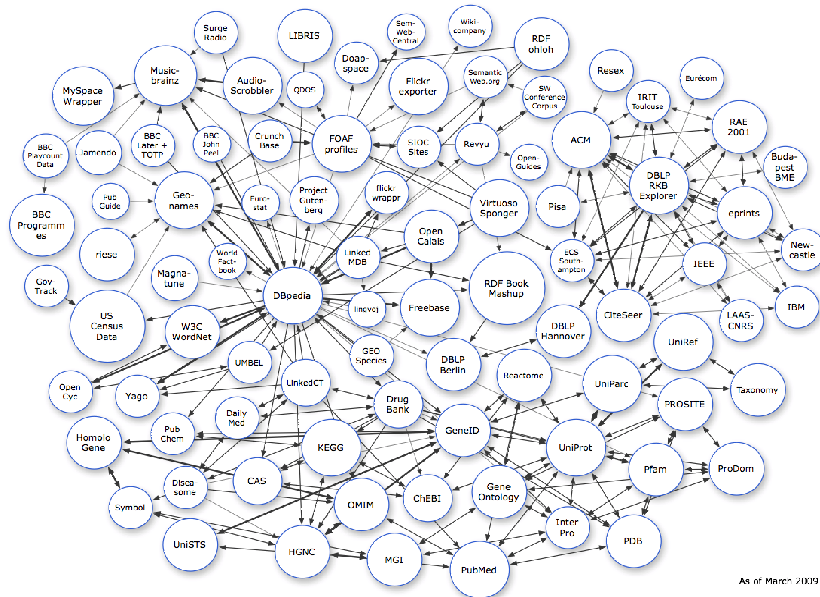 Surge
Radio
LIBRIS
Sem-
Web-
Central
Wiki-
company
RDF
ohloh
Music-
brainz
Doap-
space
Audio-
Scrobbler
QDOS
Flickr
exporter
Semantic
Web.org
SW
Conference
Corpus
Resex
Eurécom
IRIT
Toulouse
MySpace
Wrapper
BBC
Playcount
Data
Jamendo
BBC
Later +
TOTP
BBC
John
Peel
Crunch
Base
FOAF
profiles
SIOC
Sites
Revyu
Open-
Guides
ACM
RAE
2001
DBLP
RKB
Explorer
Buda-
pest
BME
Pub
Guide
Geo-
names
Euro-
stat
Project
Guten-
berg
flickr
wrappr
Virtuoso
Sponger
Pisa
eprints
BBC
Programm
es
riese
World
Fact-
book
Linked
MDB
Open
Calais
ECS
South-
ampton
IEEE
New-
castle
Gov
Track
Magna-
tune
DBpedia
RDF Book
Mashup
lingvoj
Freebase
CiteSeer
LAAS-
CNRS
IBM
US
Census
Data
W3C
WordNet
DBLP
Hannover
UniRef
UMBEL
GEO
Species
DBLP
Berlin
Reactome
UniParc
Taxonomy
Open
Cyc
Yago
LinkedCT
Drug
Bank
PROSITE
Daily
Med
Pub
Chem
Homolo
Gene
KEGG
GeneID
UniProt
Pfam
ProDom
Disea
some
CAS
ChEBI
Gene
Ontology
Symbol
OMIM
Inter
Pro
UniSTS
HGNC
MGI
PubMed
PDB
As of March 2009